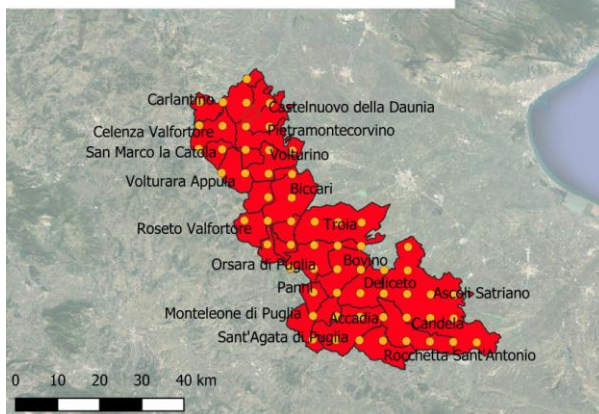 Carlantino
Castelnuovo della Daunia
Celenza Valfortore
Pietramontecorvino
San Marco la Catola
Volturino
Volturara Appula
Biccari
Roseto Valfortore
Troia
Orsara di Puglia
Bovino
Panni
Deliceto
Ascoli Satriano
Monteleone di Puglia
Accadia
Candela
Sant'Agata di Puglia
Rocchetta Sant'Antonio
0 10 20 30 40 km